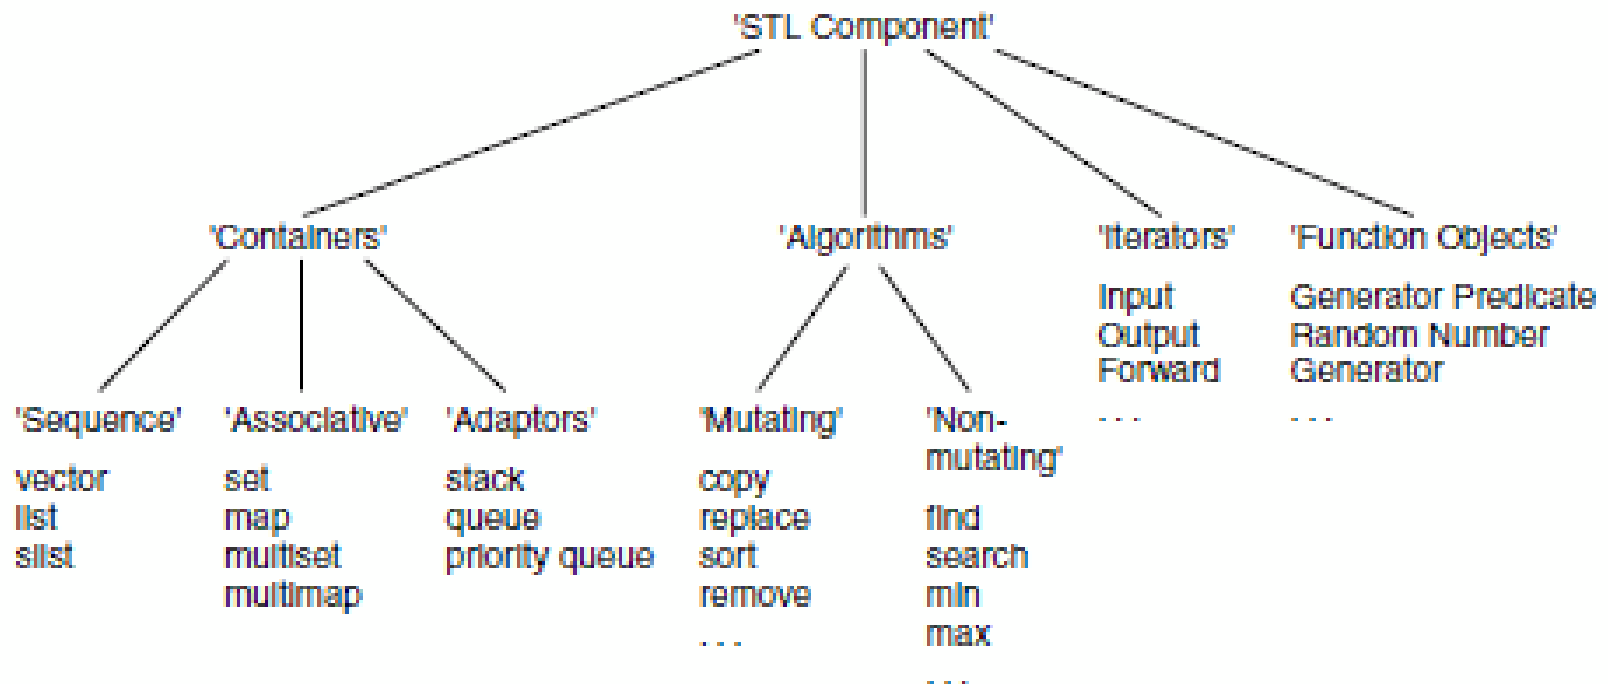 'STL Component'
'Containers'
'Algorithms'
'Iterators'
'Function Objects'
Input
Output
Forward
. . .
Generator Predicate
Random Number
Generator
. . .
'Sequence'
vector
list
slist
'Associative'
set
map
multiset
multimap
'Adaptors'
stack
queue
priority queue
'Mutating'
copy
replace
sort
remove
. . .
'Non-
mutating'
find
search
min
max
. . .